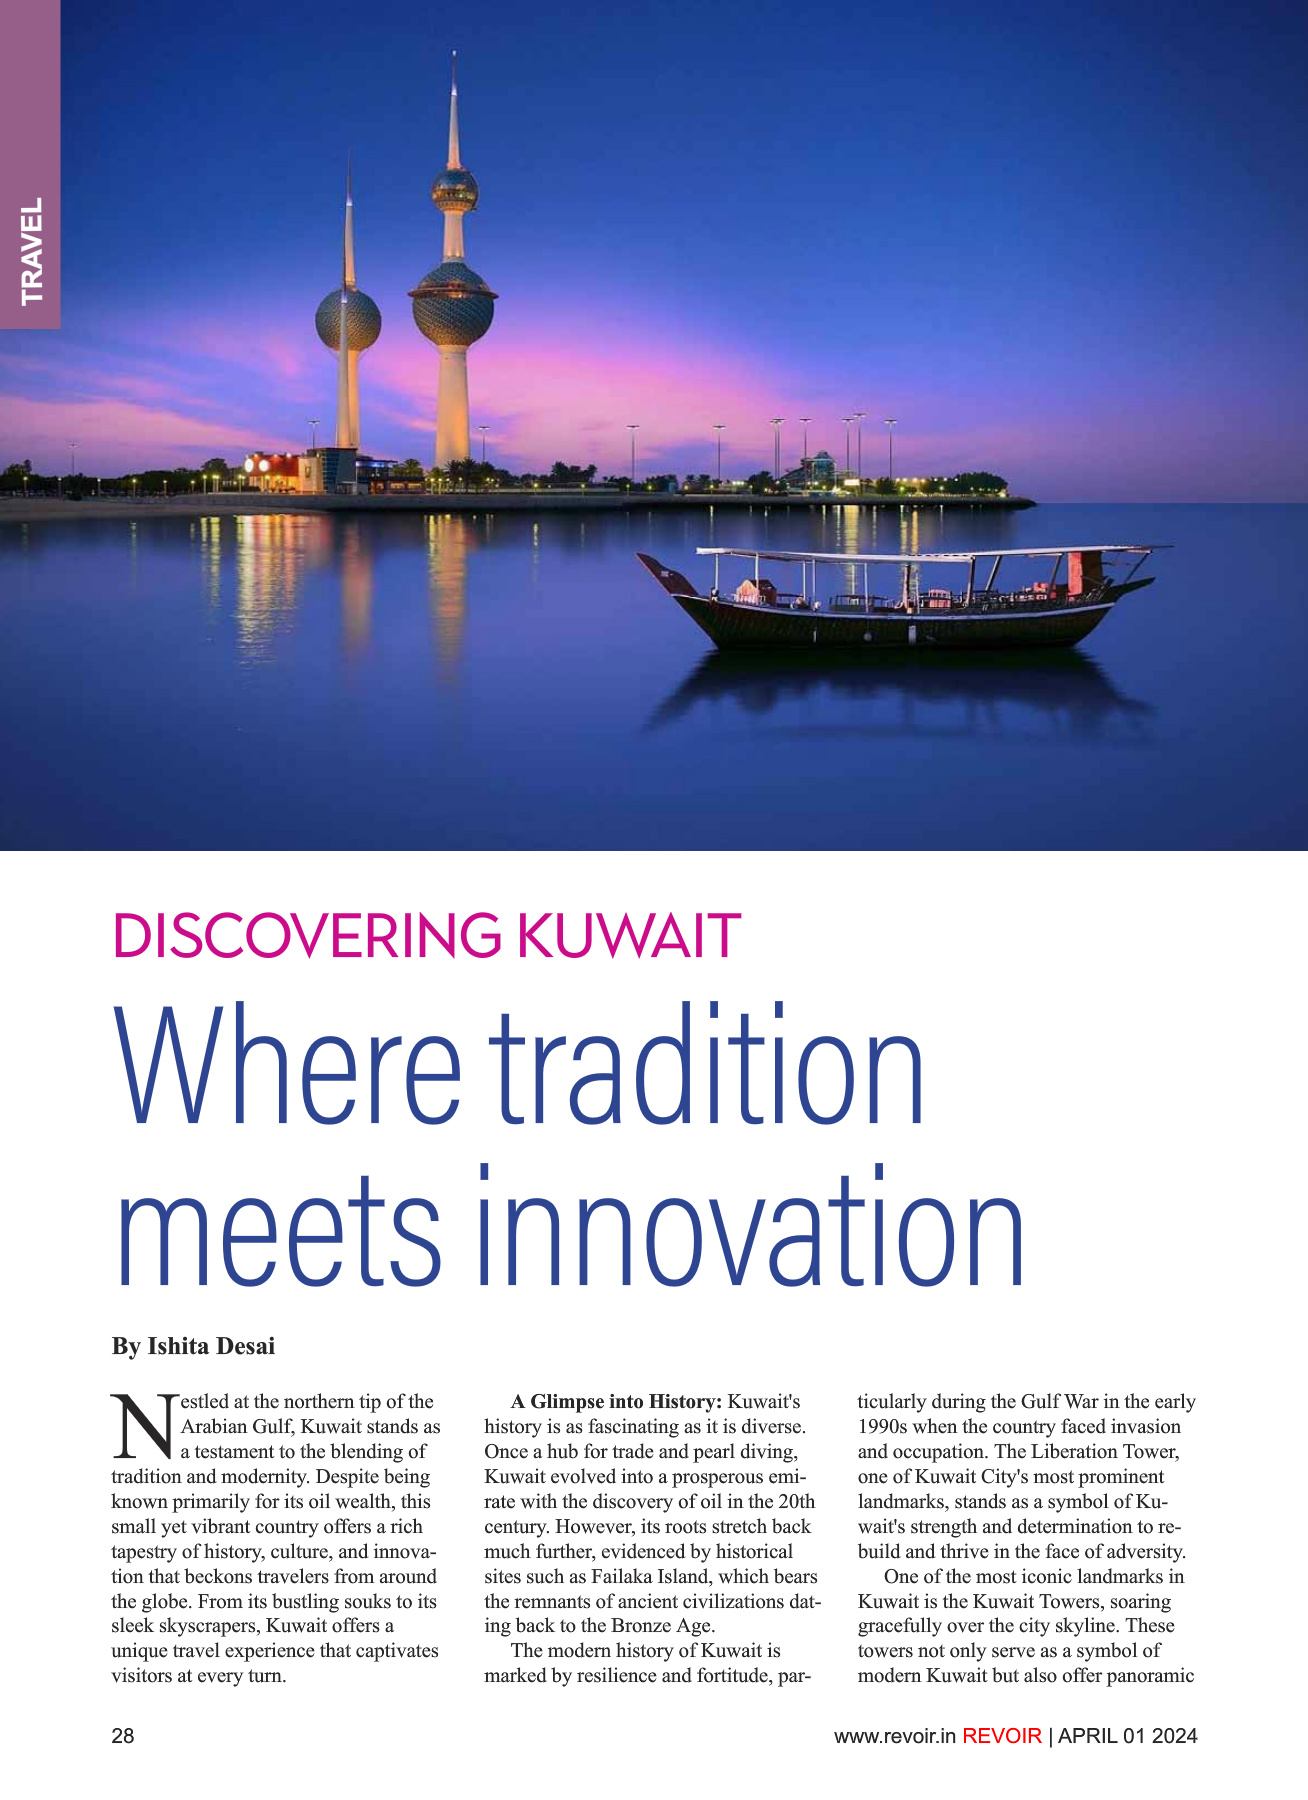 TRAVEL
DISCOVERING KUWAIT
Where tradition
meets innovation
By Ishita Desai
Nestled at the northern tip of the
Arabian Gulf, Kuwait stands as
a testament to the blending of
tradition and modernity. Despite being
known primarily for its oil wealth, this
small yet vibrant country offers a rich
tapestry of history, culture, and innova-
tion that beckons travelers from around
the globe. From its bustling souks to its
sleek skyscrapers, Kuwait offers a
unique travel experience that captivates
visitors at every turn.
A Glimpse into History: Kuwait's
history is as fascinating as it is diverse.
Once a hub for trade and pearl diving,
Kuwait evolved into a prosperous emi-
rate with the discovery of oil in the 20th
century. However, its roots stretch back
much further, evidenced by historical
sites such as Failaka Island, which bears
the remnants of ancient civilizations dat-
ing back to the Bronze Age.
The modern history of Kuwait is
marked by resilience and fortitude, par-
ticularly during the Gulf War in the early
1990s when the country faced invasion
and occupation. The Liberation Tower,
one of Kuwait City's most prominent
landmarks, stands as a symbol of Ku-
wait's strength and determination to re-
build and thrive in the face of adversity.
One of the most iconic landmarks in
Kuwait is the Kuwait Towers, soaring
gracefully over the city skyline. These
towers not only serve as a symbol of
modern Kuwait but also offer panoramic
28
www.revoir.in REVOIR | APRIL 01 2024